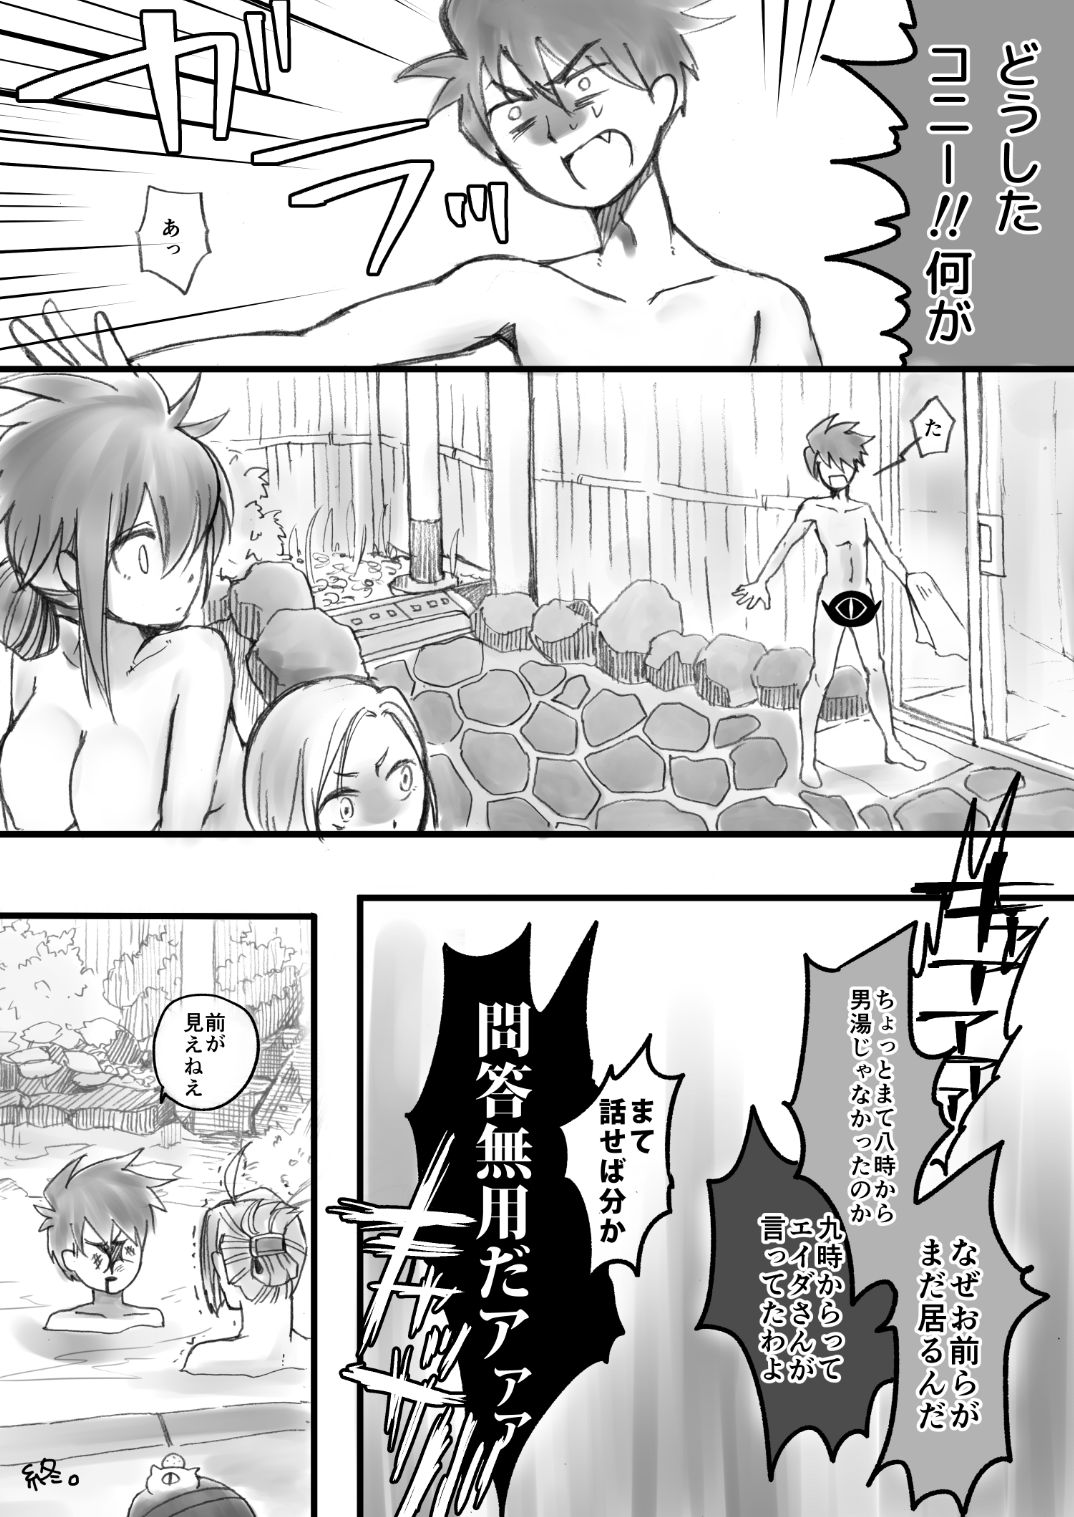 どうした
コニー!!何が
ガラッ
あっ
た
ギャアアア
なぜお前らが
まだ居るんだ
ちょっとまて八時から
男湯じゃなかったのか
九時からって
エイダさんが
言ってたわよ
まて
話せば分か
問答無用だアァァ
前が
見えねえ
終。